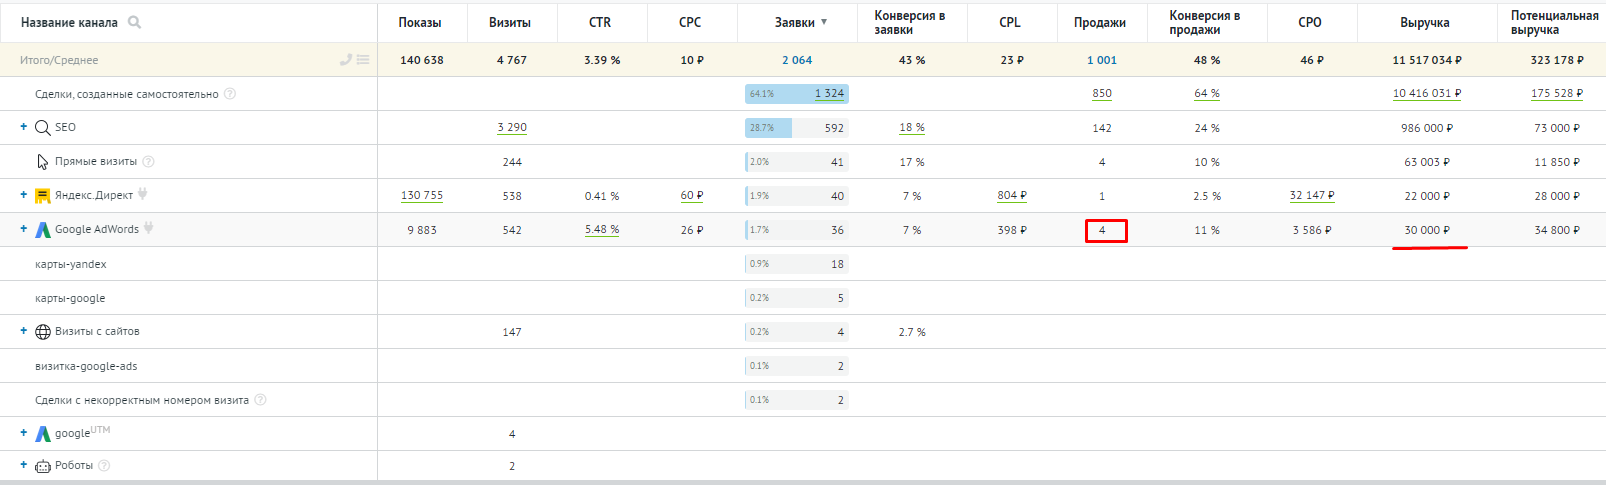 Название канала Показы Визиты CTR CPC Заявки ▼ Конверсия в заявки CPL Продажи Конверсия в продажи CPO Выручка Потенциальная выручка
Итого/Среднее 140 638 4 767 3.39 % 10 ₽ 2 064 43 % 23 ₽ 1 001 48 % 46 ₽ 11 517 034 ₽ 323 178 ₽
Сделки, созданные самостоятельно ? 64.1% 1 324 850 64 % 10 416 031 ₽ 175 528 ₽
+ SEO 3 290 28.7% 592 18 % 142 24 % 986 000 ₽ 73 000 ₽
Прямые визиты ? 244 2.0% 41 17 % 4 10 % 63 003 ₽ 11 850 ₽
+ Яндекс.Директ 130 755 538 0.41 % 60 ₽ 1.9% 40 7 % 804 ₽ 1 2.5 % 32 147 ₽ 22 000 ₽ 28 000 ₽
+ Google AdWords 9 883 542 5.48 % 26 ₽ 1.7% 36 7 % 398 ₽ 4 11 % 3 586 ₽ 30 000 ₽ 34 800 ₽
карты-yandex 0.9% 18
карты-google 0.2% 5
+ Визиты с сайтов 147 0.2% 4 2.7 %
визитка-google-ads 0.1% 2
Сделки с некорректным номером визита ? 0.1% 2
+ google UTM 4
+ Роботы ? 2